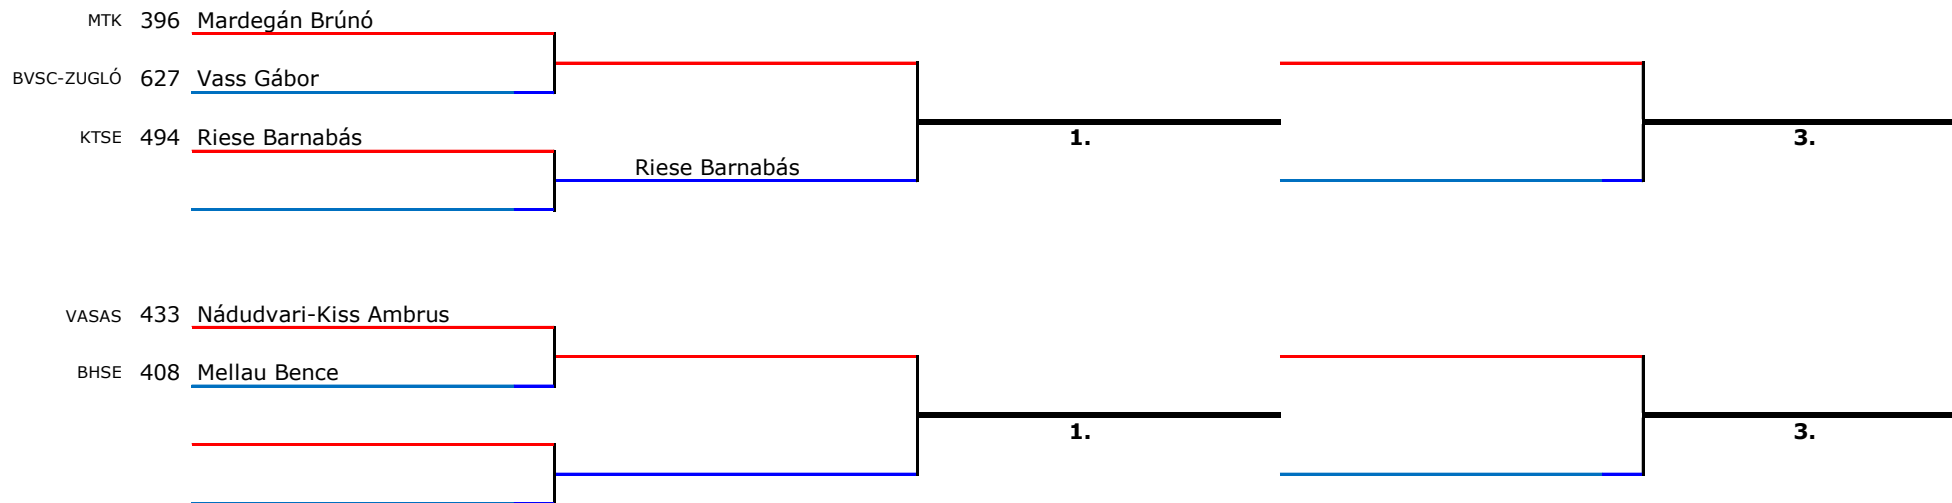 MTK 396 Mardegán Brúnó
BVSC-ZUGLÓ 627 Vass Gábor
KTSE 494 Riese Barnabás
1.
3.
Riese Barnabás
VASAS 433 Nádudvari-Kiss Ambrus
BHSE 408 Mellau Bence
1.
3.